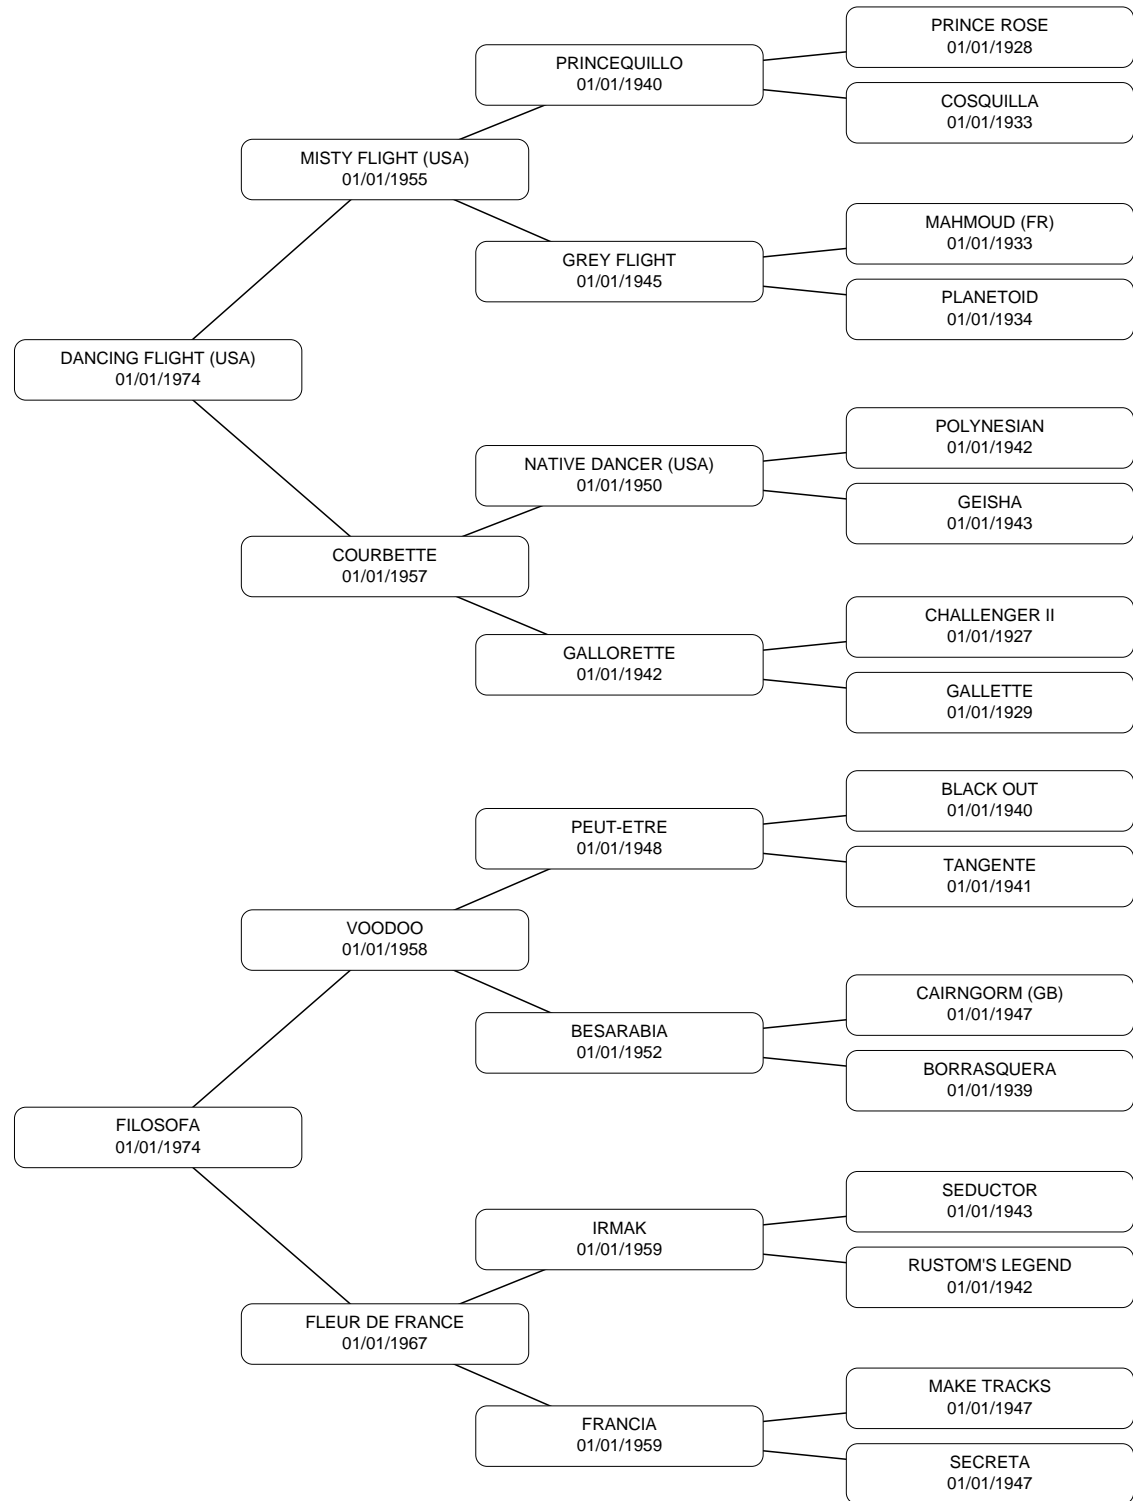 PRINCE ROSE
01/01/1928
PRINCEQUILLO
01/01/1940
COSQUILLA
01/01/1933
MISTY FLIGHT (USA)
01/01/1955
MAHMOUD (FR)
01/01/1933
GREY FLIGHT
01/01/1945
PLANETOID
01/01/1934
DANCING FLIGHT (USA)
01/01/1974
POLYNESIAN
01/01/1942
NATIVE DANCER (USA)
01/01/1950
GEISHA
01/01/1943
COURBETTE
01/01/1957
CHALLENGER II
01/01/1927
GALLORETTE
01/01/1942
GALLETTE
01/01/1929
BLACK OUT
01/01/1940
PEUT-ETRE
01/01/1948
TANGENTE
01/01/1941
VOODOO
01/01/1958
CAIRNGORM (GB)
01/01/1947
BESARABIA
01/01/1952
BORRASQUERA
01/01/1939
FILOSOFA
01/01/1974
SEDUCTOR
01/01/1943
IRMAK
01/01/1959
RUSTOM'S LEGEND
01/01/1942
FLEUR DE FRANCE
01/01/1967
MAKE TRACKS
01/01/1947
FRANCIA
01/01/1959
SECRETA
01/01/1947